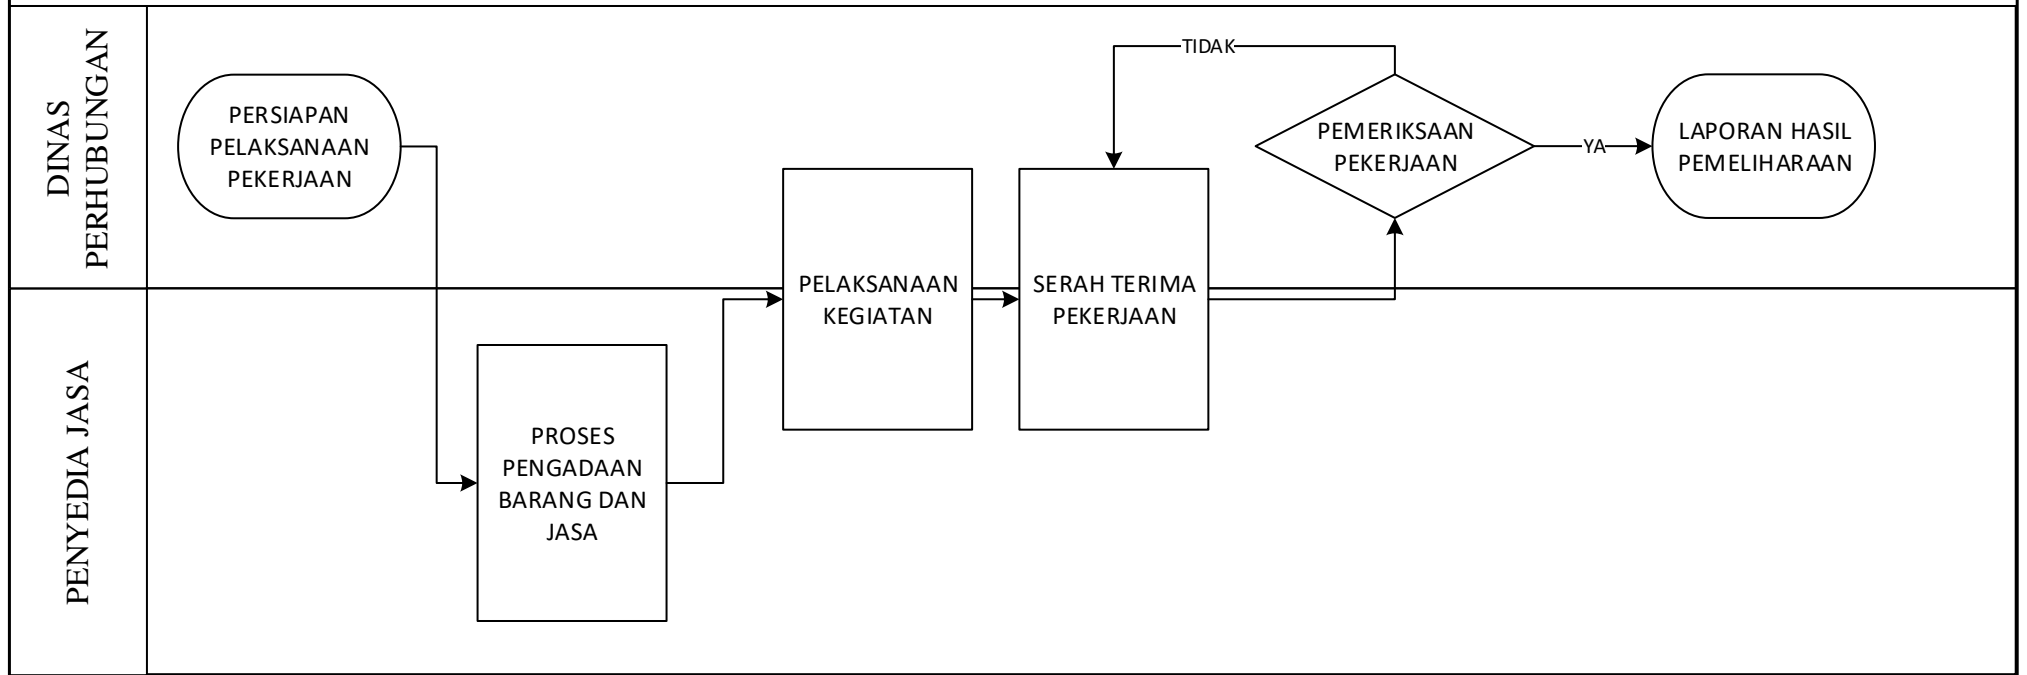 DINAS
PERHUBUNGAN
PERSIAPAN
PELAKSANAAN
PEKERJAAN
TIDAK
PEMERIKSAAN
PEKERJAAN
YA
LAPORAN HASIL
PEMELIHARAAN
PELAKSANAAN
KEGIATAN
SERAH TERIMA
PEKERJAAN
PENYEDIA JASA
PROSES
PENGADAAN
BARANG DAN
JASA